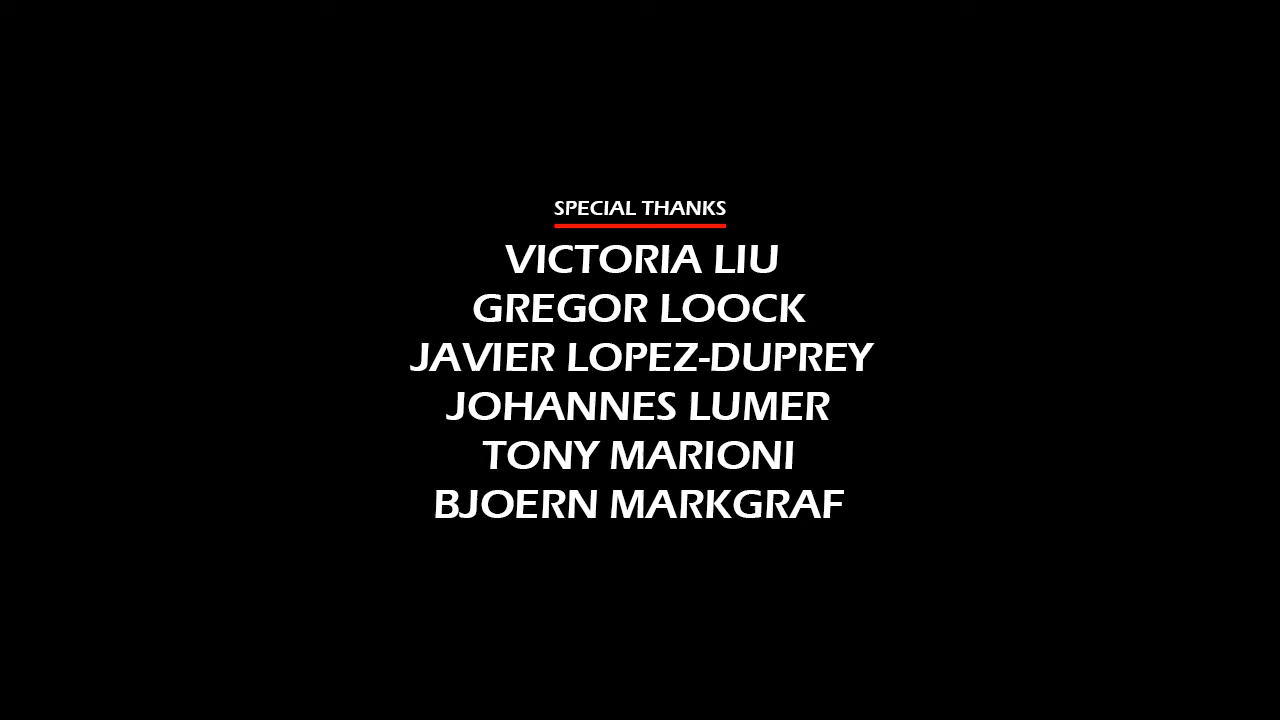 SPECIAL THANKS
VICTORIA LIU
GREGOR LOOCK
JAVIER LOPEZ-DUPREY
JOHANNES LUMER
TONY MARIONI
BJOERN MARKGRAF